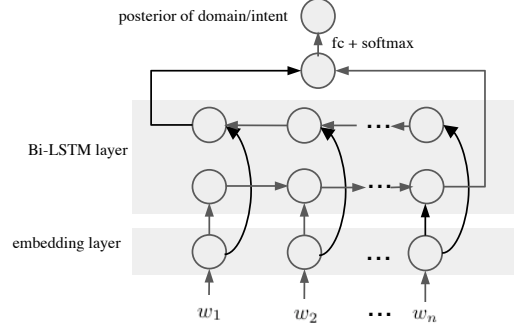 posterior of domain/intent
fc + softmax
...
Bi-LSTM layer
...
embedding layer
...
w₁ w₂ ... wₙ